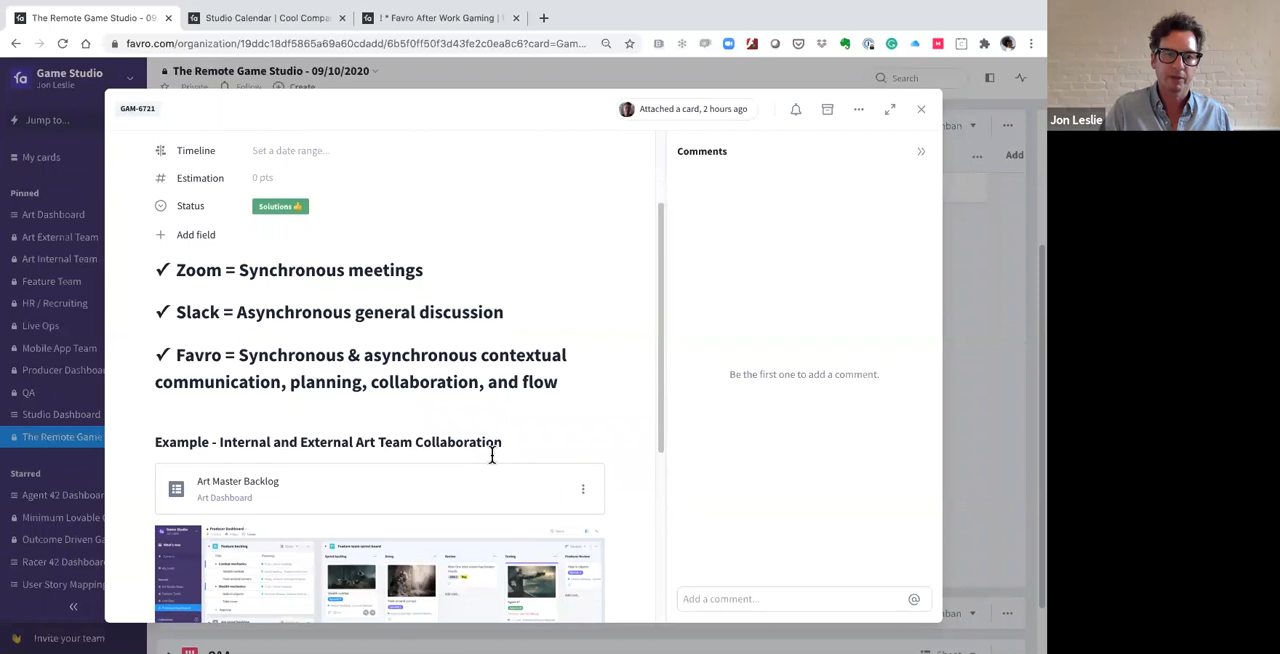 The Remote Game Studio - 09
Studio Calendar | Cool Compa
! * Favro After Work Gaming |
favro.com/organization/19ddc18df5865a69a60cdadd/6b5f0ff50f3d43fe2c0ea8c6?card=Gam...
Game Studio
Jon Leslie
The Remote Game Studio - 09/10/2020
Private
Follow
Create
Search
Jump to...
My cards
Pinned
Art Dashboard
Art External Team
Art Internal Team
Feature Team
HR / Recruiting
Live Ops
Mobile App Team
Producer Dashboa
QA
Studio Dashboard
The Remote Game
Starred
Agent 42 Dashboar
Minimum Lovable G
Outcome Driven Ga
Racer 42 Dashboard
User Story Mapping
Invite your team
GAM-6721
Attached a card, 2 hours ago
Timeline
Set a date range...
Estimation
0 pts
Status
Solutions 👍
Add field
✓ Zoom = Synchronous meetings
✓ Slack = Asynchronous general discussion
✓ Favro = Synchronous & asynchronous contextual
communication, planning, collaboration, and flow
Example - Internal and External Art Team Collaboration
Art Master Backlog
Art Dashboard
Comments
Be the first one to add a comment.
Add a comment...
Add
Jon Leslie